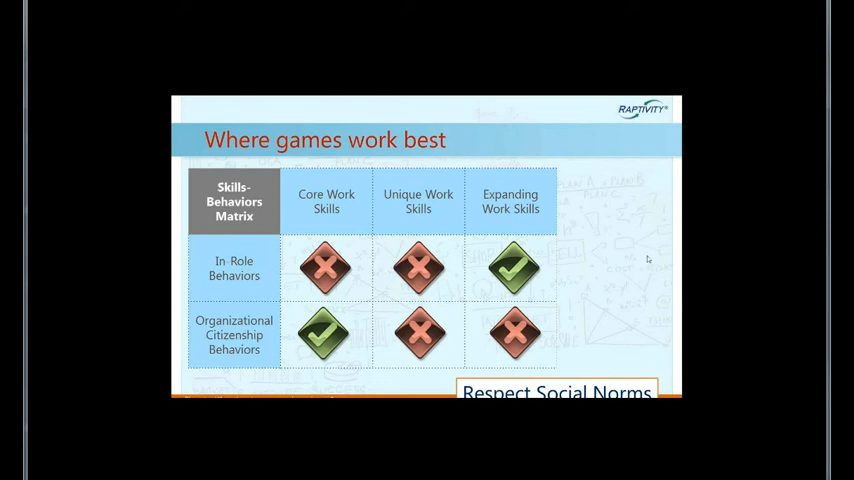 RAPTIVITY®
Where games work best
Skills-
Behaviors
Matrix
Core Work
Skills
Unique Work
Skills
Expanding
Work Skills
In-Role
Behaviors
Organizational
Citizenship
Behaviors
Respect Social Norms